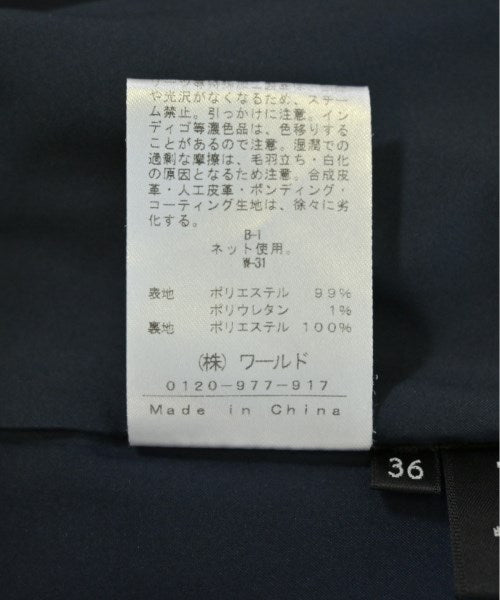 や光沢がなくなるため、スチー
ム禁止。引っかけに注意。イン
ディゴ等濃色品は、色移りする
ことがあるので注意。湿潤での
過剰な摩擦は、毛羽立ち・白化
の原因となるため注意。合成皮
革・人工皮革・ボンディング・
コーティング生地は、徐々に劣
化する。
B-1
ネット使用。
W-31
表地 ポリエステル 99%
ポリウレタン 1%
裏地 ポリエステル 100%
(株) ワールド
0120-977-917
Made in China
36